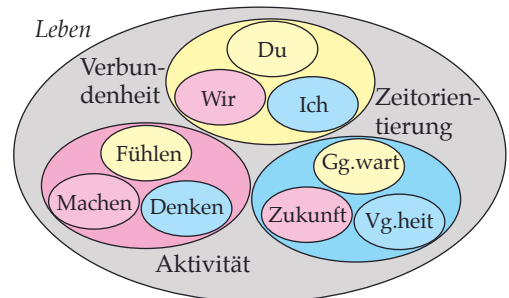 Leben
Du
Verbun-
denheit
Wir
Ich
Zeitorien-
tierung
Fühlen
Machen
Denken
Gg.wart
Zukunft
Vg.heit
Aktivität